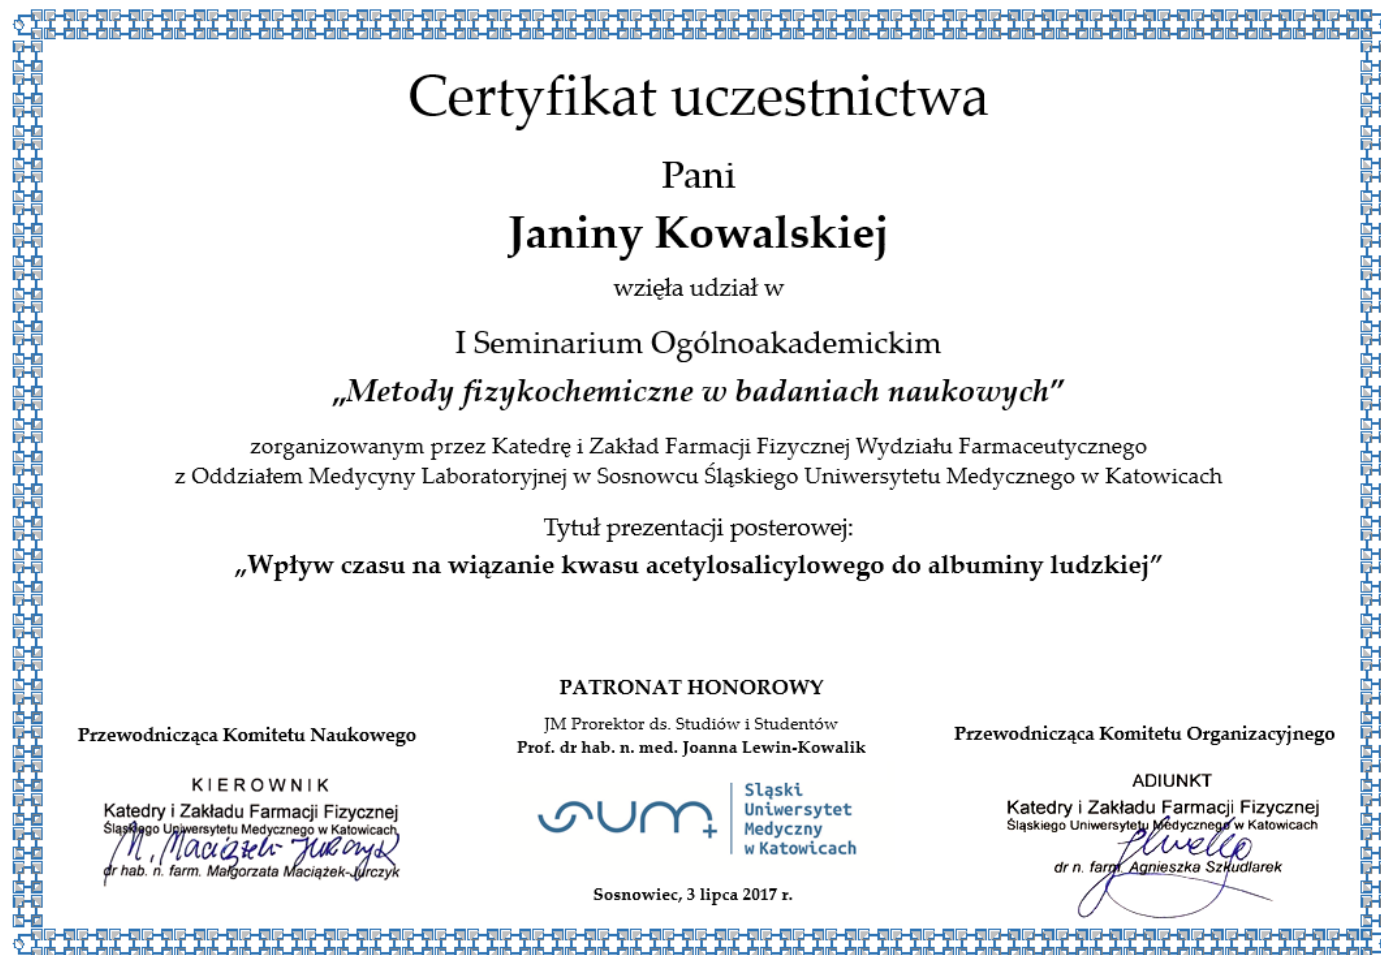 Certyfikat uczestnictwa
Pani
Janiny Kowalskiej
wzięła udział w
I Seminarium Ogólnoakademickim
„Metody fizykochemiczne w badaniach naukowych”
zorganizowanym przez Katedrę i Zakład Farmacji Fizycznej Wydziału Farmaceutycznego
z Oddziałem Medycyny Laboratoryjnej w Sosnowcu Śląskiego Uniwersytetu Medycznego w Katowicach
Tytuł prezentacji posterowej:
„Wpływ czasu na wiązanie kwasu acetylosalicylowego do albuminy ludzkiej”
PATRONAT HONOROWY
JM Prorektor ds. Studiów i Studentów
Prof. dr hab. n. med. Joanna Lewin-Kowalik
Przewodnicząca Komitetu Naukowego
KIEROWNIK
Katedry i Zakładu Farmacji Fizycznej
Śląskiego Uniwersytetu Medycznego w Katowicach
M. Maciążek-Jurczyk
dr hab. n. farm. Małgorzata Maciążek-Jurczyk
sum
Śląski
Uniwersytet
Medyczny
w Katowicach
Sosnowiec, 3 lipca 2017 r.
Przewodnicząca Komitetu Organizacyjnego
ADIUNKT
Katedry i Zakładu Farmacji Fizycznej
Śląskiego Uniwersytetu Medycznego w Katowicach
dr n. farm. Agnieszka Szkudlarek